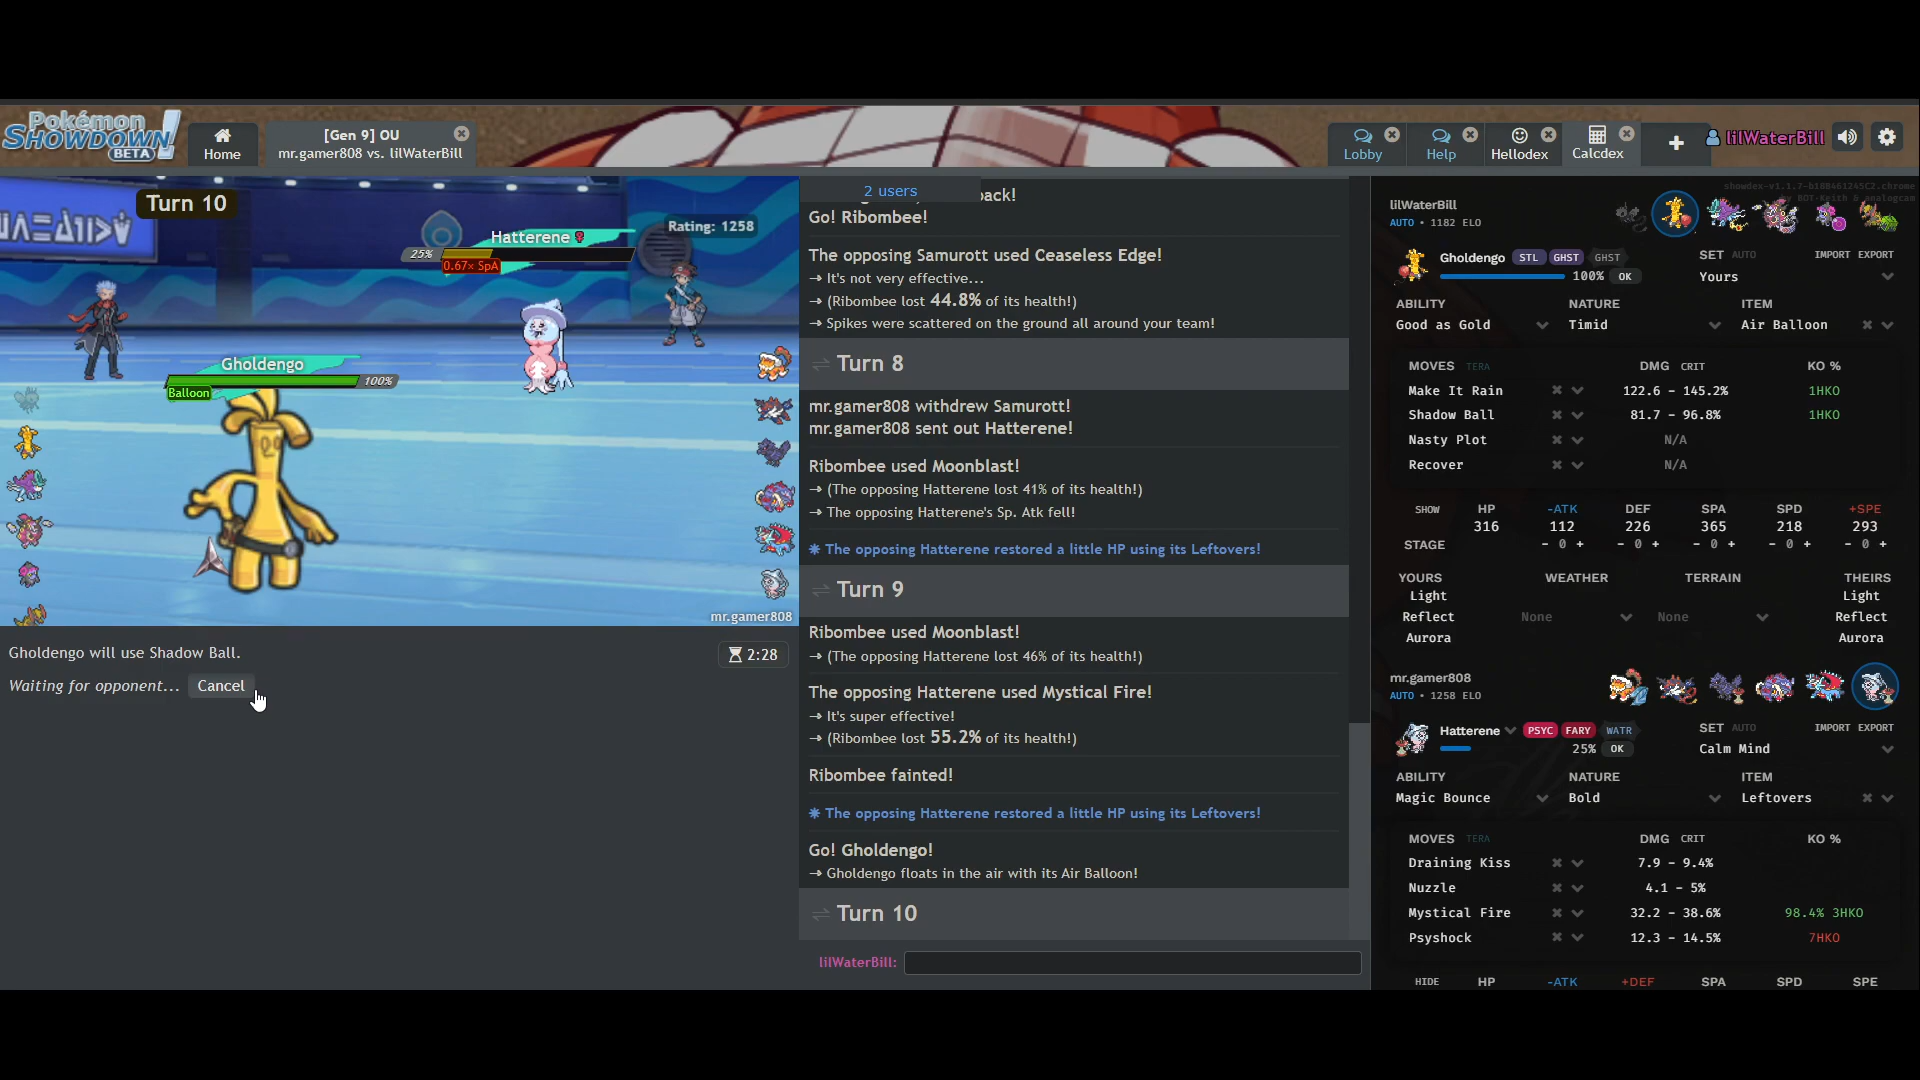 Pokémon
SHOWDOWN!
BETA
Home
[Gen 9] OU
mr.gamer808 vs. lilWaterBill
Lobby
Help
Hellodex
Calcdex
lilWaterBill
Turn 10
Rating: 1258
Hatterene
25%
0.67× SpA
Gholdengo
100%
Balloon
mr.gamer808
Gholdengo will use Shadow Ball.
2:28
Waiting for opponent...
Cancel
2 users
back!
Go! Ribombee!
The opposing Samurott used Ceaseless Edge!
→ It's not very effective...
→ (Ribombee lost 44.8% of its health!)
→ Spikes were scattered on the ground all around your team!
Turn 8
mr.gamer808 withdrew Samurott!
mr.gamer808 sent out Hatterene!
Ribombee used Moonblast!
→ (The opposing Hatterene lost 41% of its health!)
→ The opposing Hatterene's Sp. Atk fell!
The opposing Hatterene restored a little HP using its Leftovers!
Turn 9
Ribombee used Moonblast!
→ (The opposing Hatterene lost 46% of its health!)
The opposing Hatterene used Mystical Fire!
→ It's super effective!
→ (Ribombee lost 55.2% of its health!)
Ribombee fainted!
The opposing Hatterene restored a little HP using its Leftovers!
Go! Gholdengo!
→ Gholdengo floats in the air with its Air Balloon!
Turn 10
lilWaterBill:
showdex-v1.1.7-b188461245C2.chrome
lilWaterBill
AUTO • 1182 ELO
Gholdengo STL GHST GHST
100% OK
SET AUTO IMPORT EXPORT
Yours
ABILITY NATURE ITEM
Good as Gold Timid Air Balloon
MOVES TERA DMG CRIT KO %
Make It Rain 122.6 - 145.2% 1HKO
Shadow Ball 81.7 - 96.8% 1HKO
Nasty Plot N/A
Recover N/A
SHOW HP -ATK DEF SPA SPD +SPE
316 112 226 365 218 293
STAGE - 0 + - 0 + - 0 + - 0 + - 0 +
YOURS WEATHER TERRAIN THEIRS
Light Light
Reflect None None Reflect
Aurora Aurora
mr.gamer808
AUTO • 1258 ELO
Hatterene PSYC FARY WATR
25% OK
SET AUTO IMPORT EXPORT
Calm Mind
ABILITY NATURE ITEM
Magic Bounce Bold Leftovers
MOVES TERA DMG CRIT KO %
Draining Kiss 7.9 - 9.4%
Nuzzle 4.1 - 5%
Mystical Fire 32.2 - 38.6% 98.4% 3HKO
Psyshock 12.3 - 14.5% 7HKO
HIDE HP -ATK +DEF SPA SPD SPE